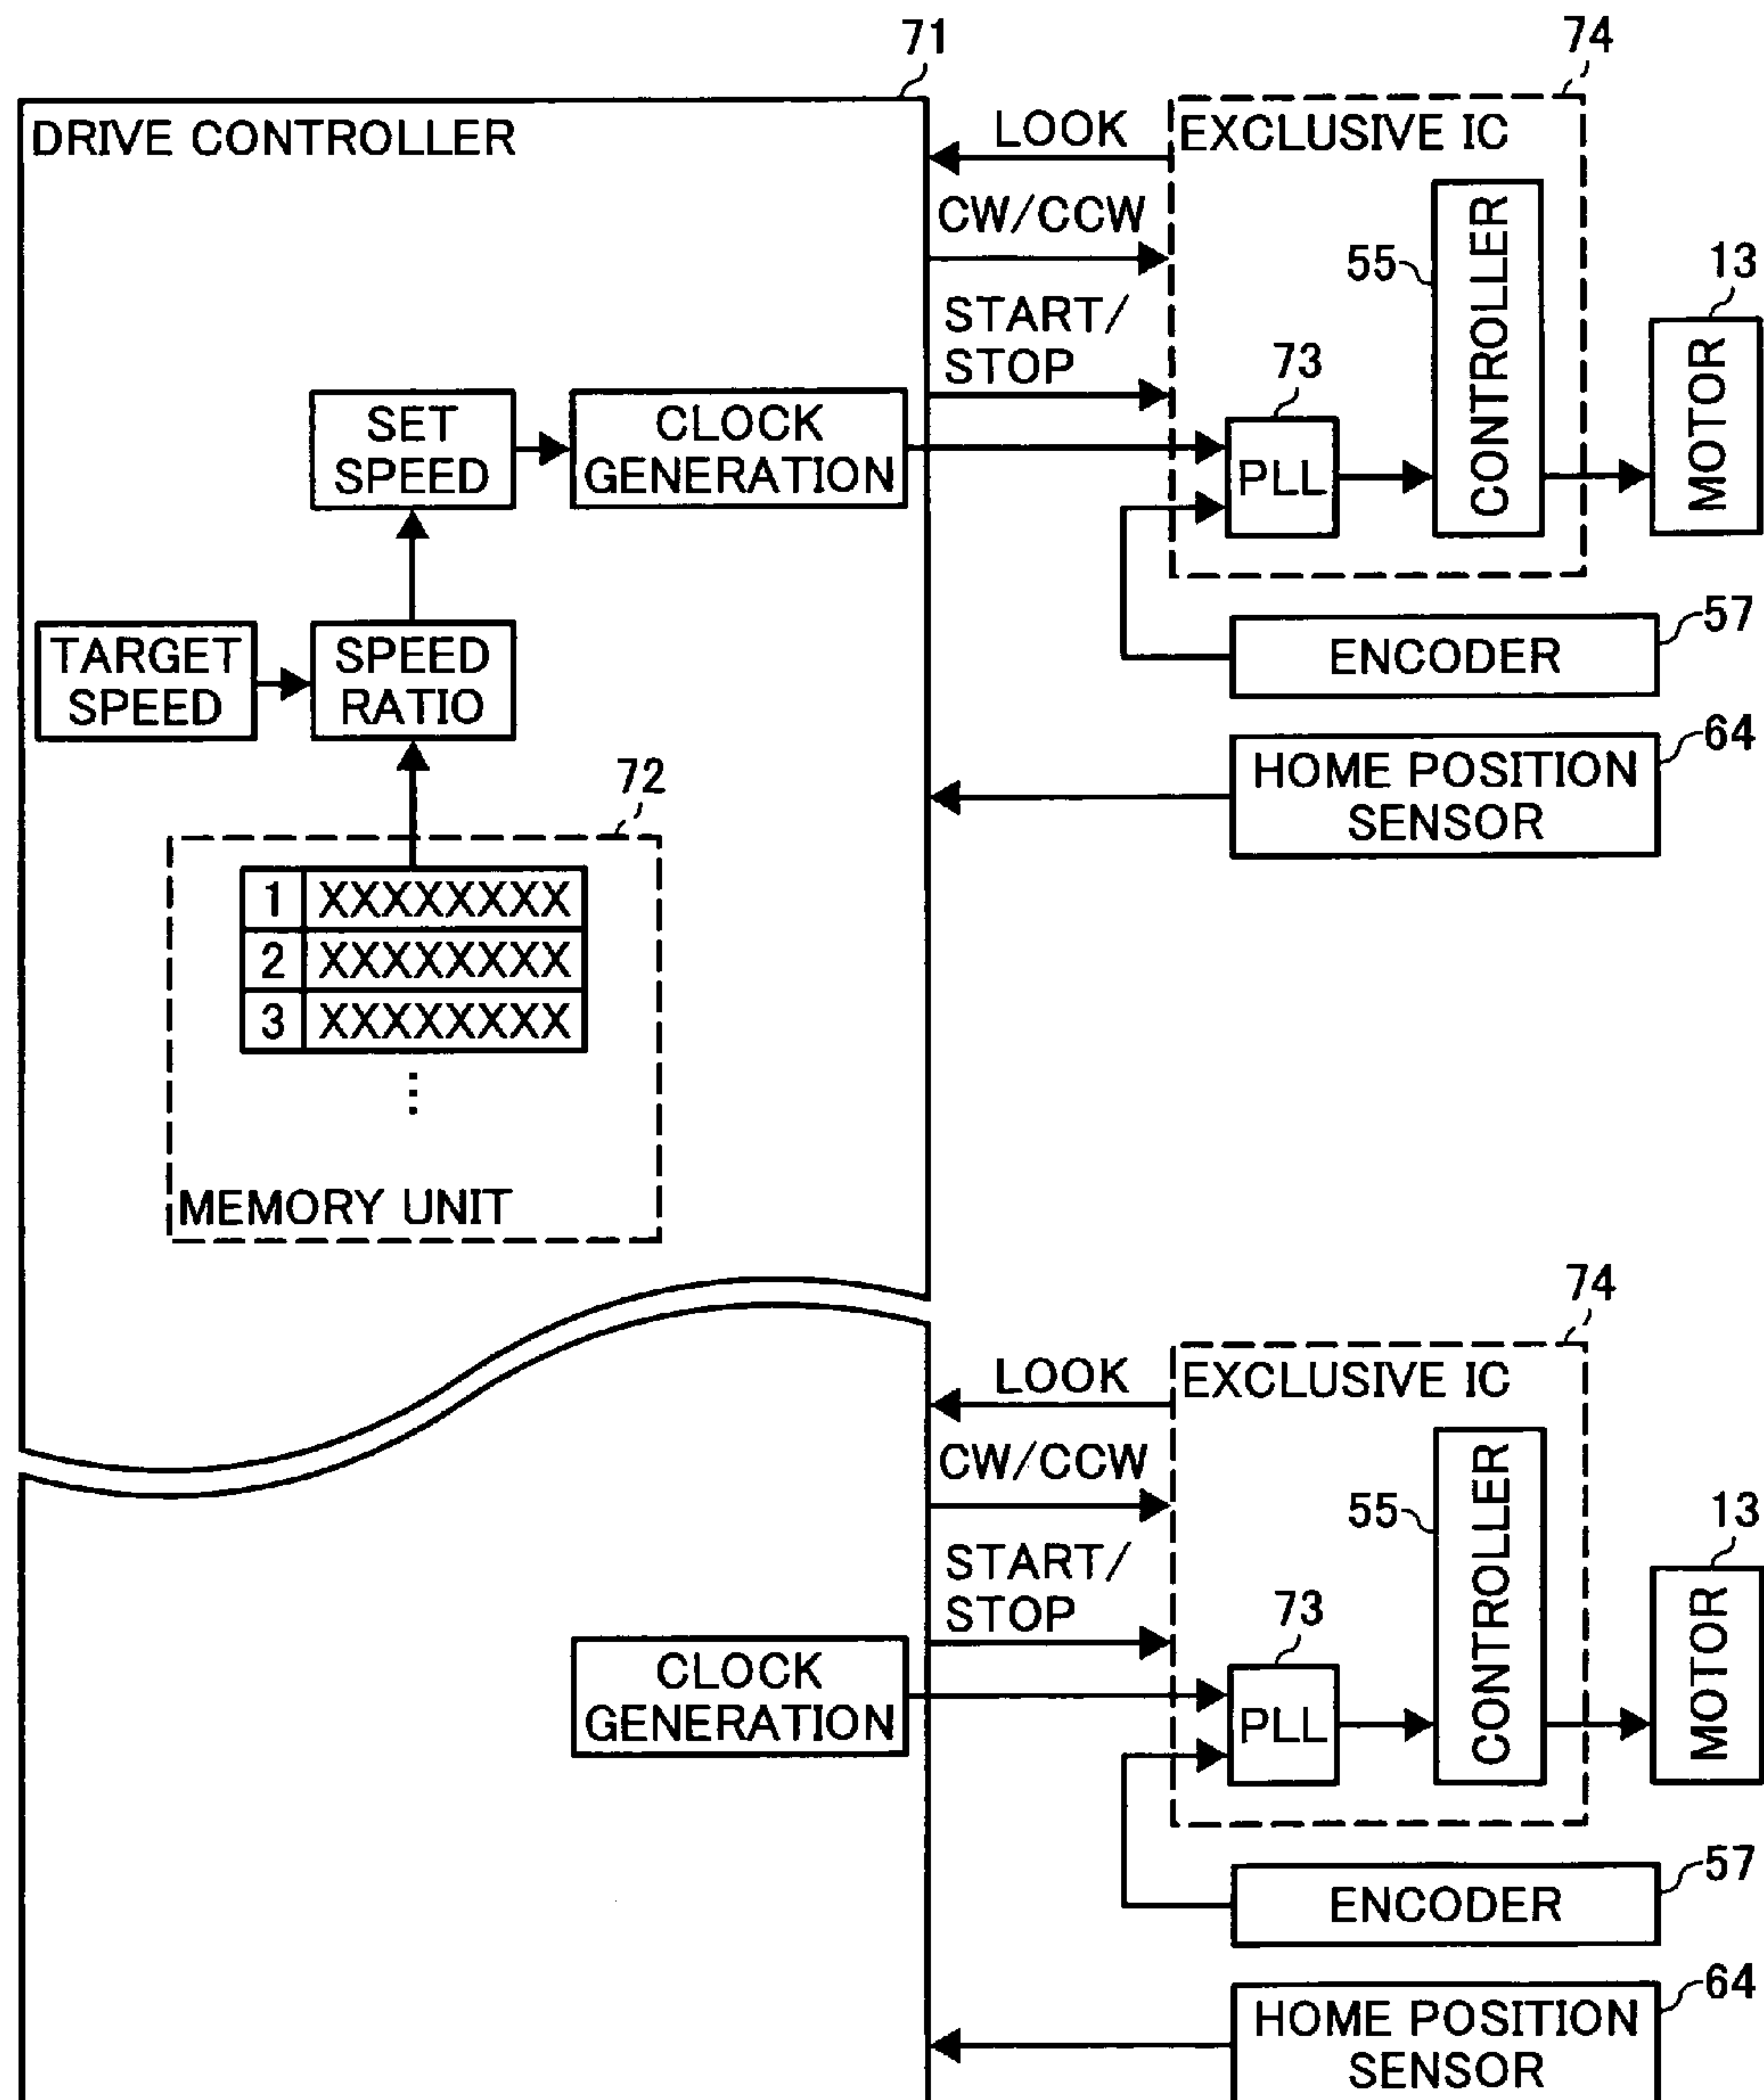 71
74
DRIVE CONTROLLER
LOOK
EXCLUSIVE IC
CW/CCW
55
CONTROLLER
13
MOTOR
START/
STOP
73
SET
SPEED
CLOCK
GENERATION
PLL
57
TARGET
SPEED
SPEED
RATIO
ENCODER
64
72
HOME POSITION
SENSOR
1 XXXXXXXX
2 XXXXXXXX
3 XXXXXXXX
⋮
MEMORY UNIT
74
LOOK
EXCLUSIVE IC
CW/CCW
55
CONTROLLER
13
MOTOR
START/
STOP
73
CLOCK
GENERATION
PLL
57
ENCODER
64
HOME POSITION
SENSOR